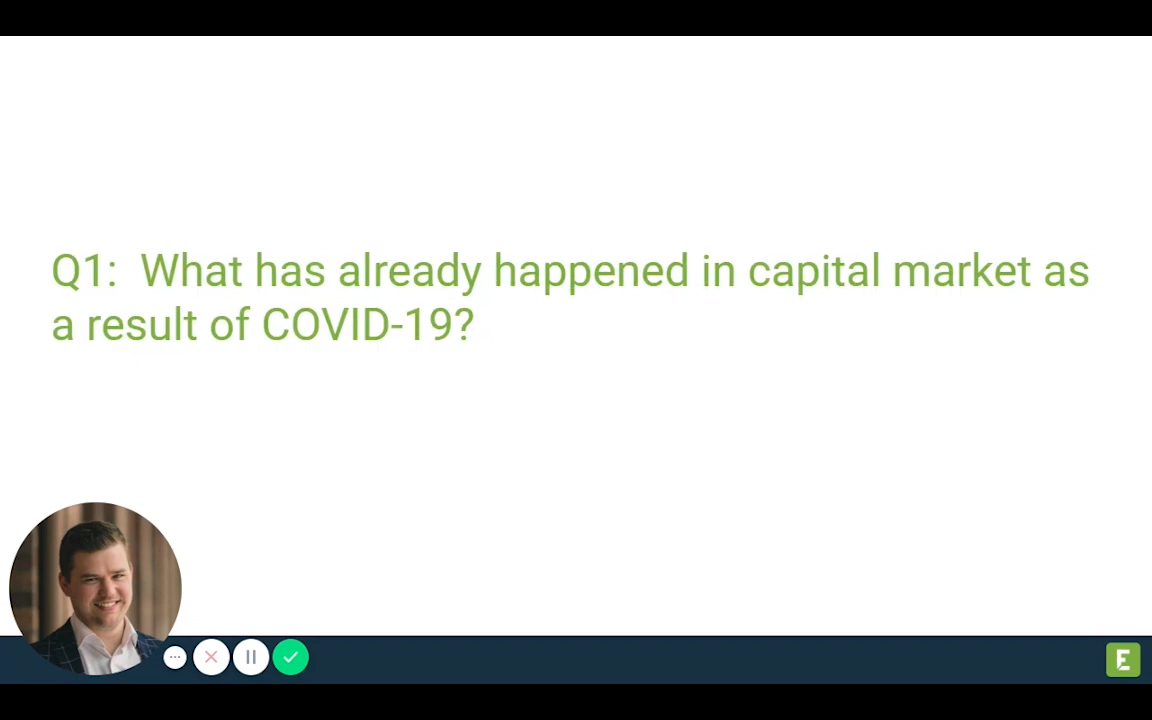 Q1:  What has already happened in capital market as
a result of COVID-19?
E